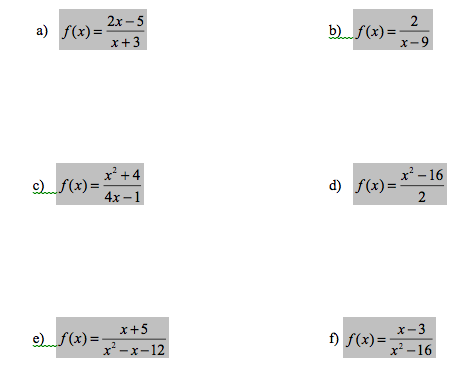 a) f(x) = (2x – 5)/(x + 3)
b) f(x) = 2/(x – 9)
c) f(x) = (x² + 4)/(4x – 1)
d) f(x) = (x² – 16)/2
e) f(x) = (x + 5)/(x² – x – 12)
f) f(x) = (x – 3)/(x² – 16)